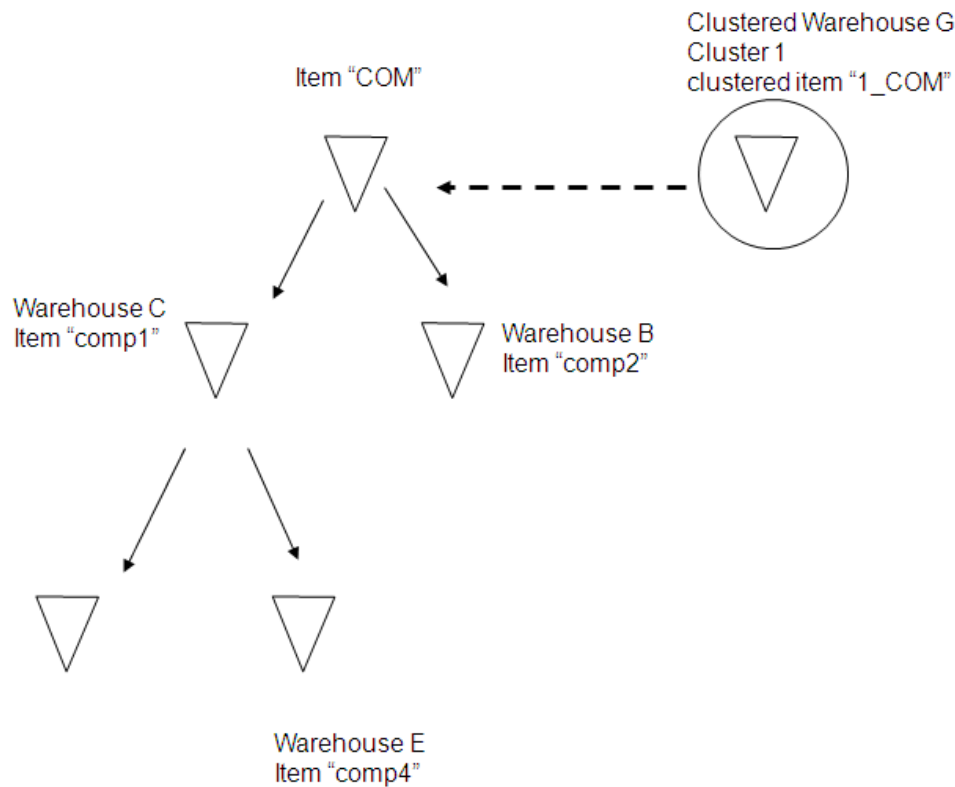 Clustered Warehouse G
Cluster 1
clustered item “1_COM”
Item “COM”
Warehouse C
Item “comp1”
Warehouse B
Item “comp2”
Warehouse E
Item “comp4”